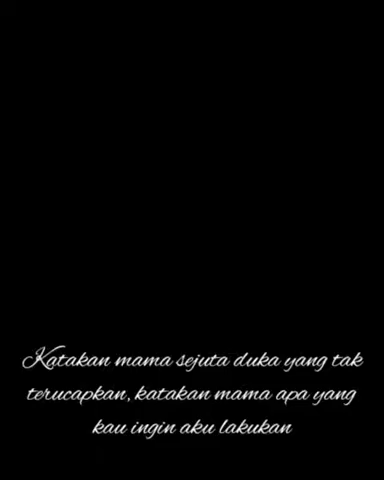 Katakan mama sejuta duka yang tak
terucapkan, katakan mama apa yang
kau ingin aku lakukan